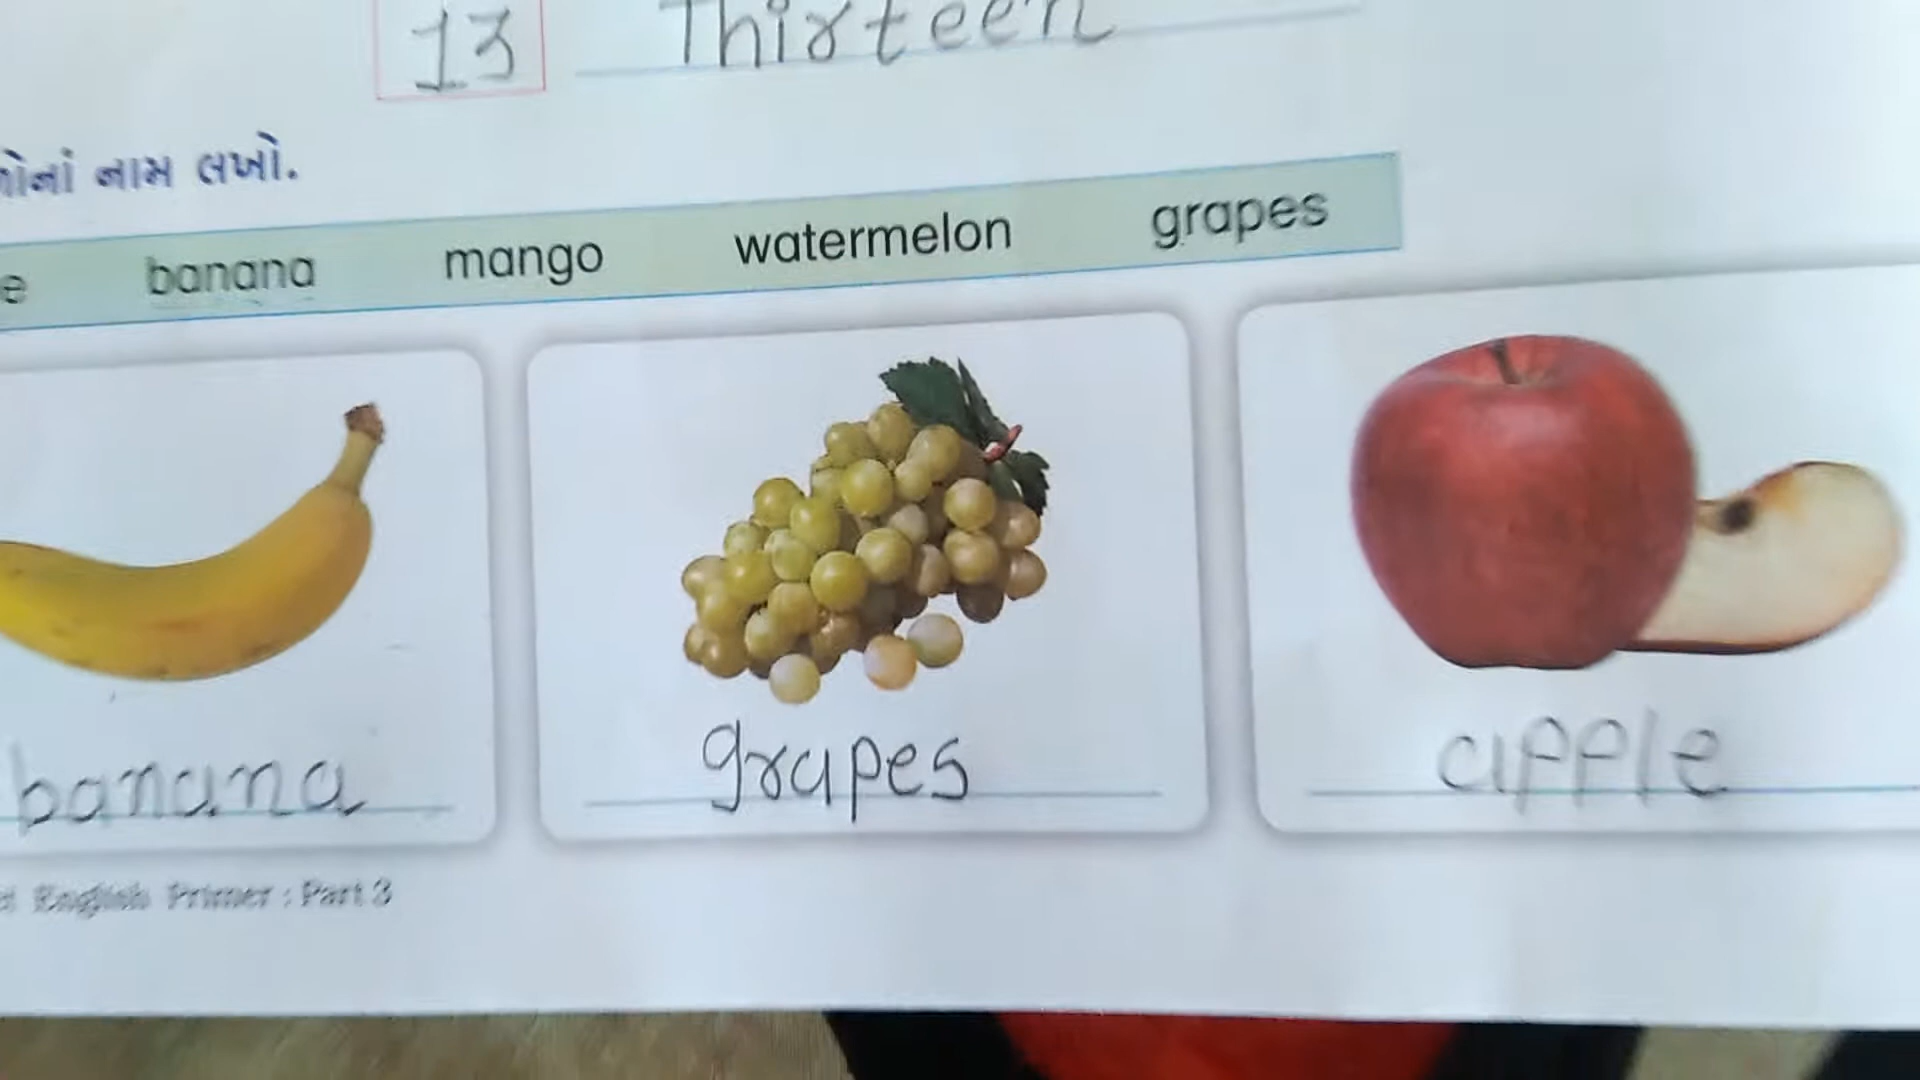 13 Thirteen
નામ લખો.
banana mango watermelon grapes
banana grapes apple
English Primer : Part 3